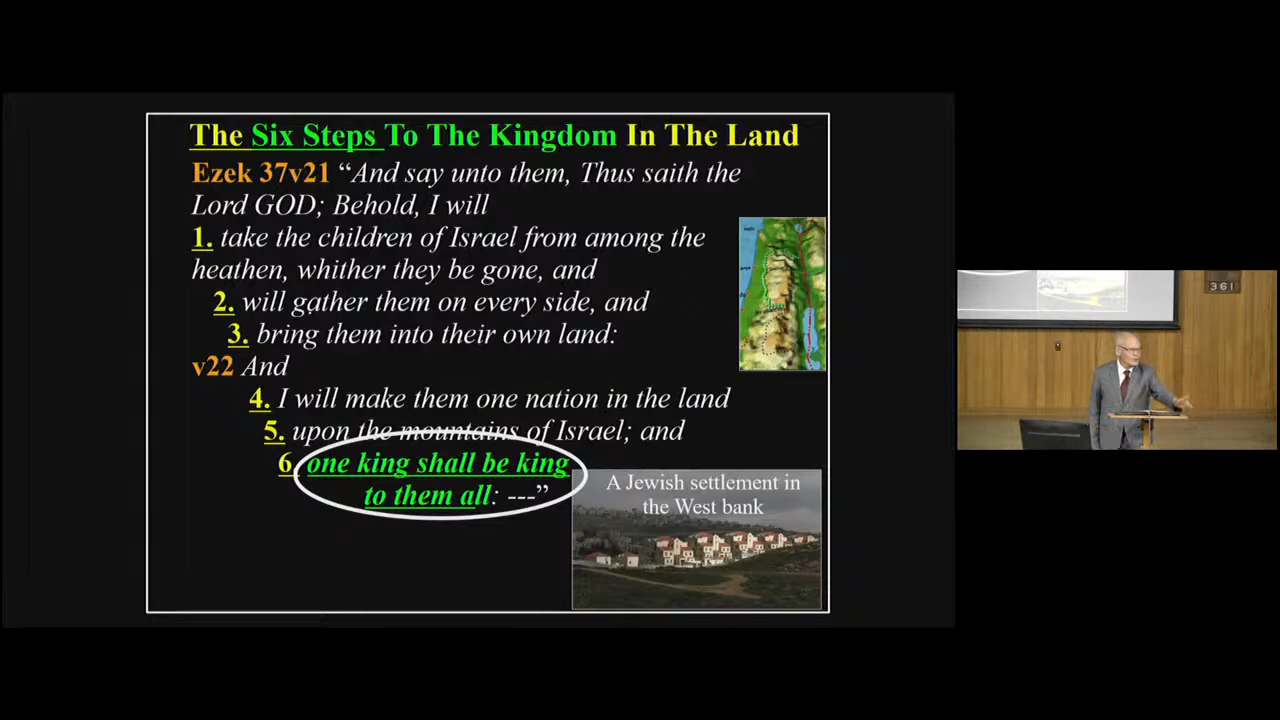 The Six Steps To The Kingdom In The Land
Ezek 37v21 “And say unto them, Thus saith the
Lord GOD; Behold, I will
1. take the children of Israel from among the
heathen, whither they be gone, and
2. will gather them on every side, and
3. bring them into their own land:
v22 And
4. I will make them one nation in the land
5. upon the mountains of Israel; and
6. one king shall be king
to them all: ---”
A Jewish settlement in
the West bank
361